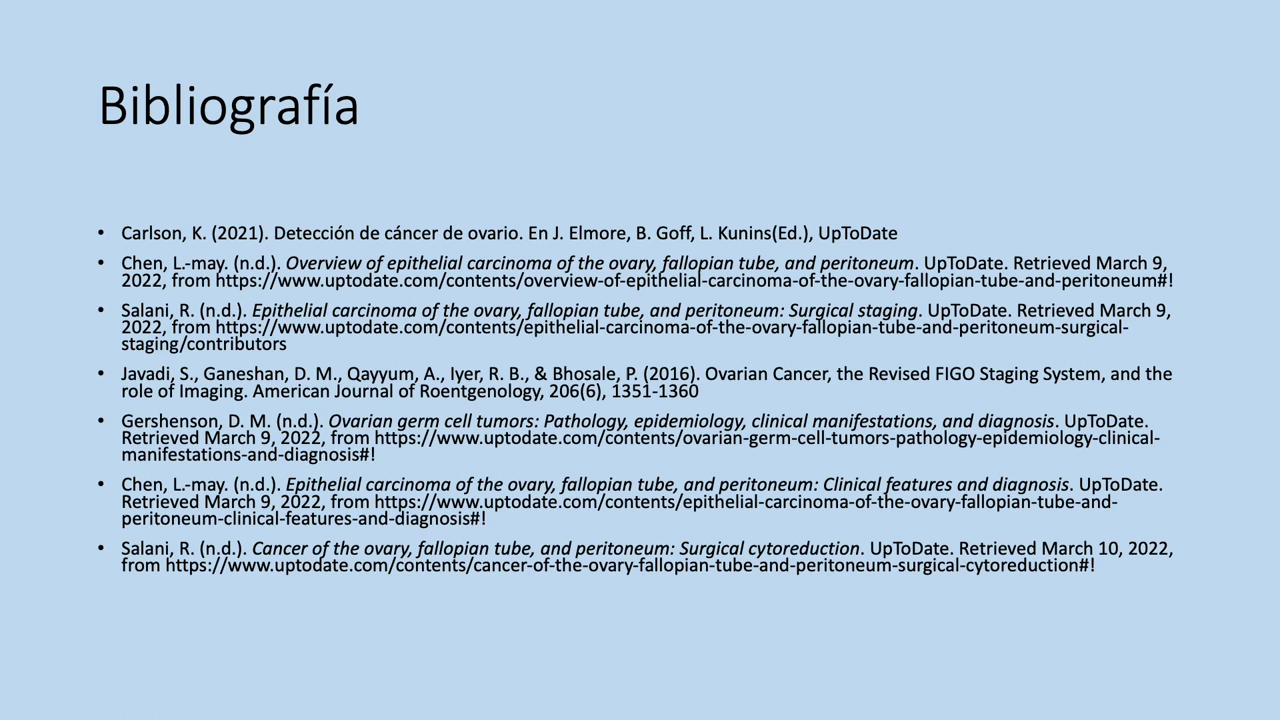 Bibliografía
• Carlson, K. (2021). Detección de cáncer de ovario. En J. Elmore, B. Goff, L. Kunins(Ed.), UpToDate
• Chen, L.-may. (n.d.). Overview of epithelial carcinoma of the ovary, fallopian tube, and peritoneum. UpToDate. Retrieved March 9,
2022, from https://www.uptodate.com/contents/overview-of-epithelial-carcinoma-of-the-ovary-fallopian-tube-and-peritoneum#!
• Salani, R. (n.d.). Epithelial carcinoma of the ovary, fallopian tube, and peritoneum: Surgical staging. UpToDate. Retrieved March 9,
2022, from https://www.uptodate.com/contents/epithelial-carcinoma-of-the-ovary-fallopian-tube-and-peritoneum-surgical-
staging/contributors
• Javadi, S., Ganeshan, D. M., Qayyum, A., Iyer, R. B., & Bhosale, P. (2016). Ovarian Cancer, the Revised FIGO Staging System, and the
role of Imaging. American Journal of Roentgenology, 206(6), 1351-1360
• Gershenson, D. M. (n.d.). Ovarian germ cell tumors: Pathology, epidemiology, clinical manifestations, and diagnosis. UpToDate.
Retrieved March 9, 2022, from https://www.uptodate.com/contents/ovarian-germ-cell-tumors-pathology-epidemiology-clinical-
manifestations-and-diagnosis#!
• Chen, L.-may. (n.d.). Epithelial carcinoma of the ovary, fallopian tube, and peritoneum: Clinical features and diagnosis. UpToDate.
Retrieved March 9, 2022, from https://www.uptodate.com/contents/epithelial-carcinoma-of-the-ovary-fallopian-tube-and-
peritoneum-clinical-features-and-diagnosis#!
• Salani, R. (n.d.). Cancer of the ovary, fallopian tube, and peritoneum: Surgical cytoreduction. UpToDate. Retrieved March 10, 2022,
from https://www.uptodate.com/contents/cancer-of-the-ovary-fallopian-tube-and-peritoneum-surgical-cytoreduction#!